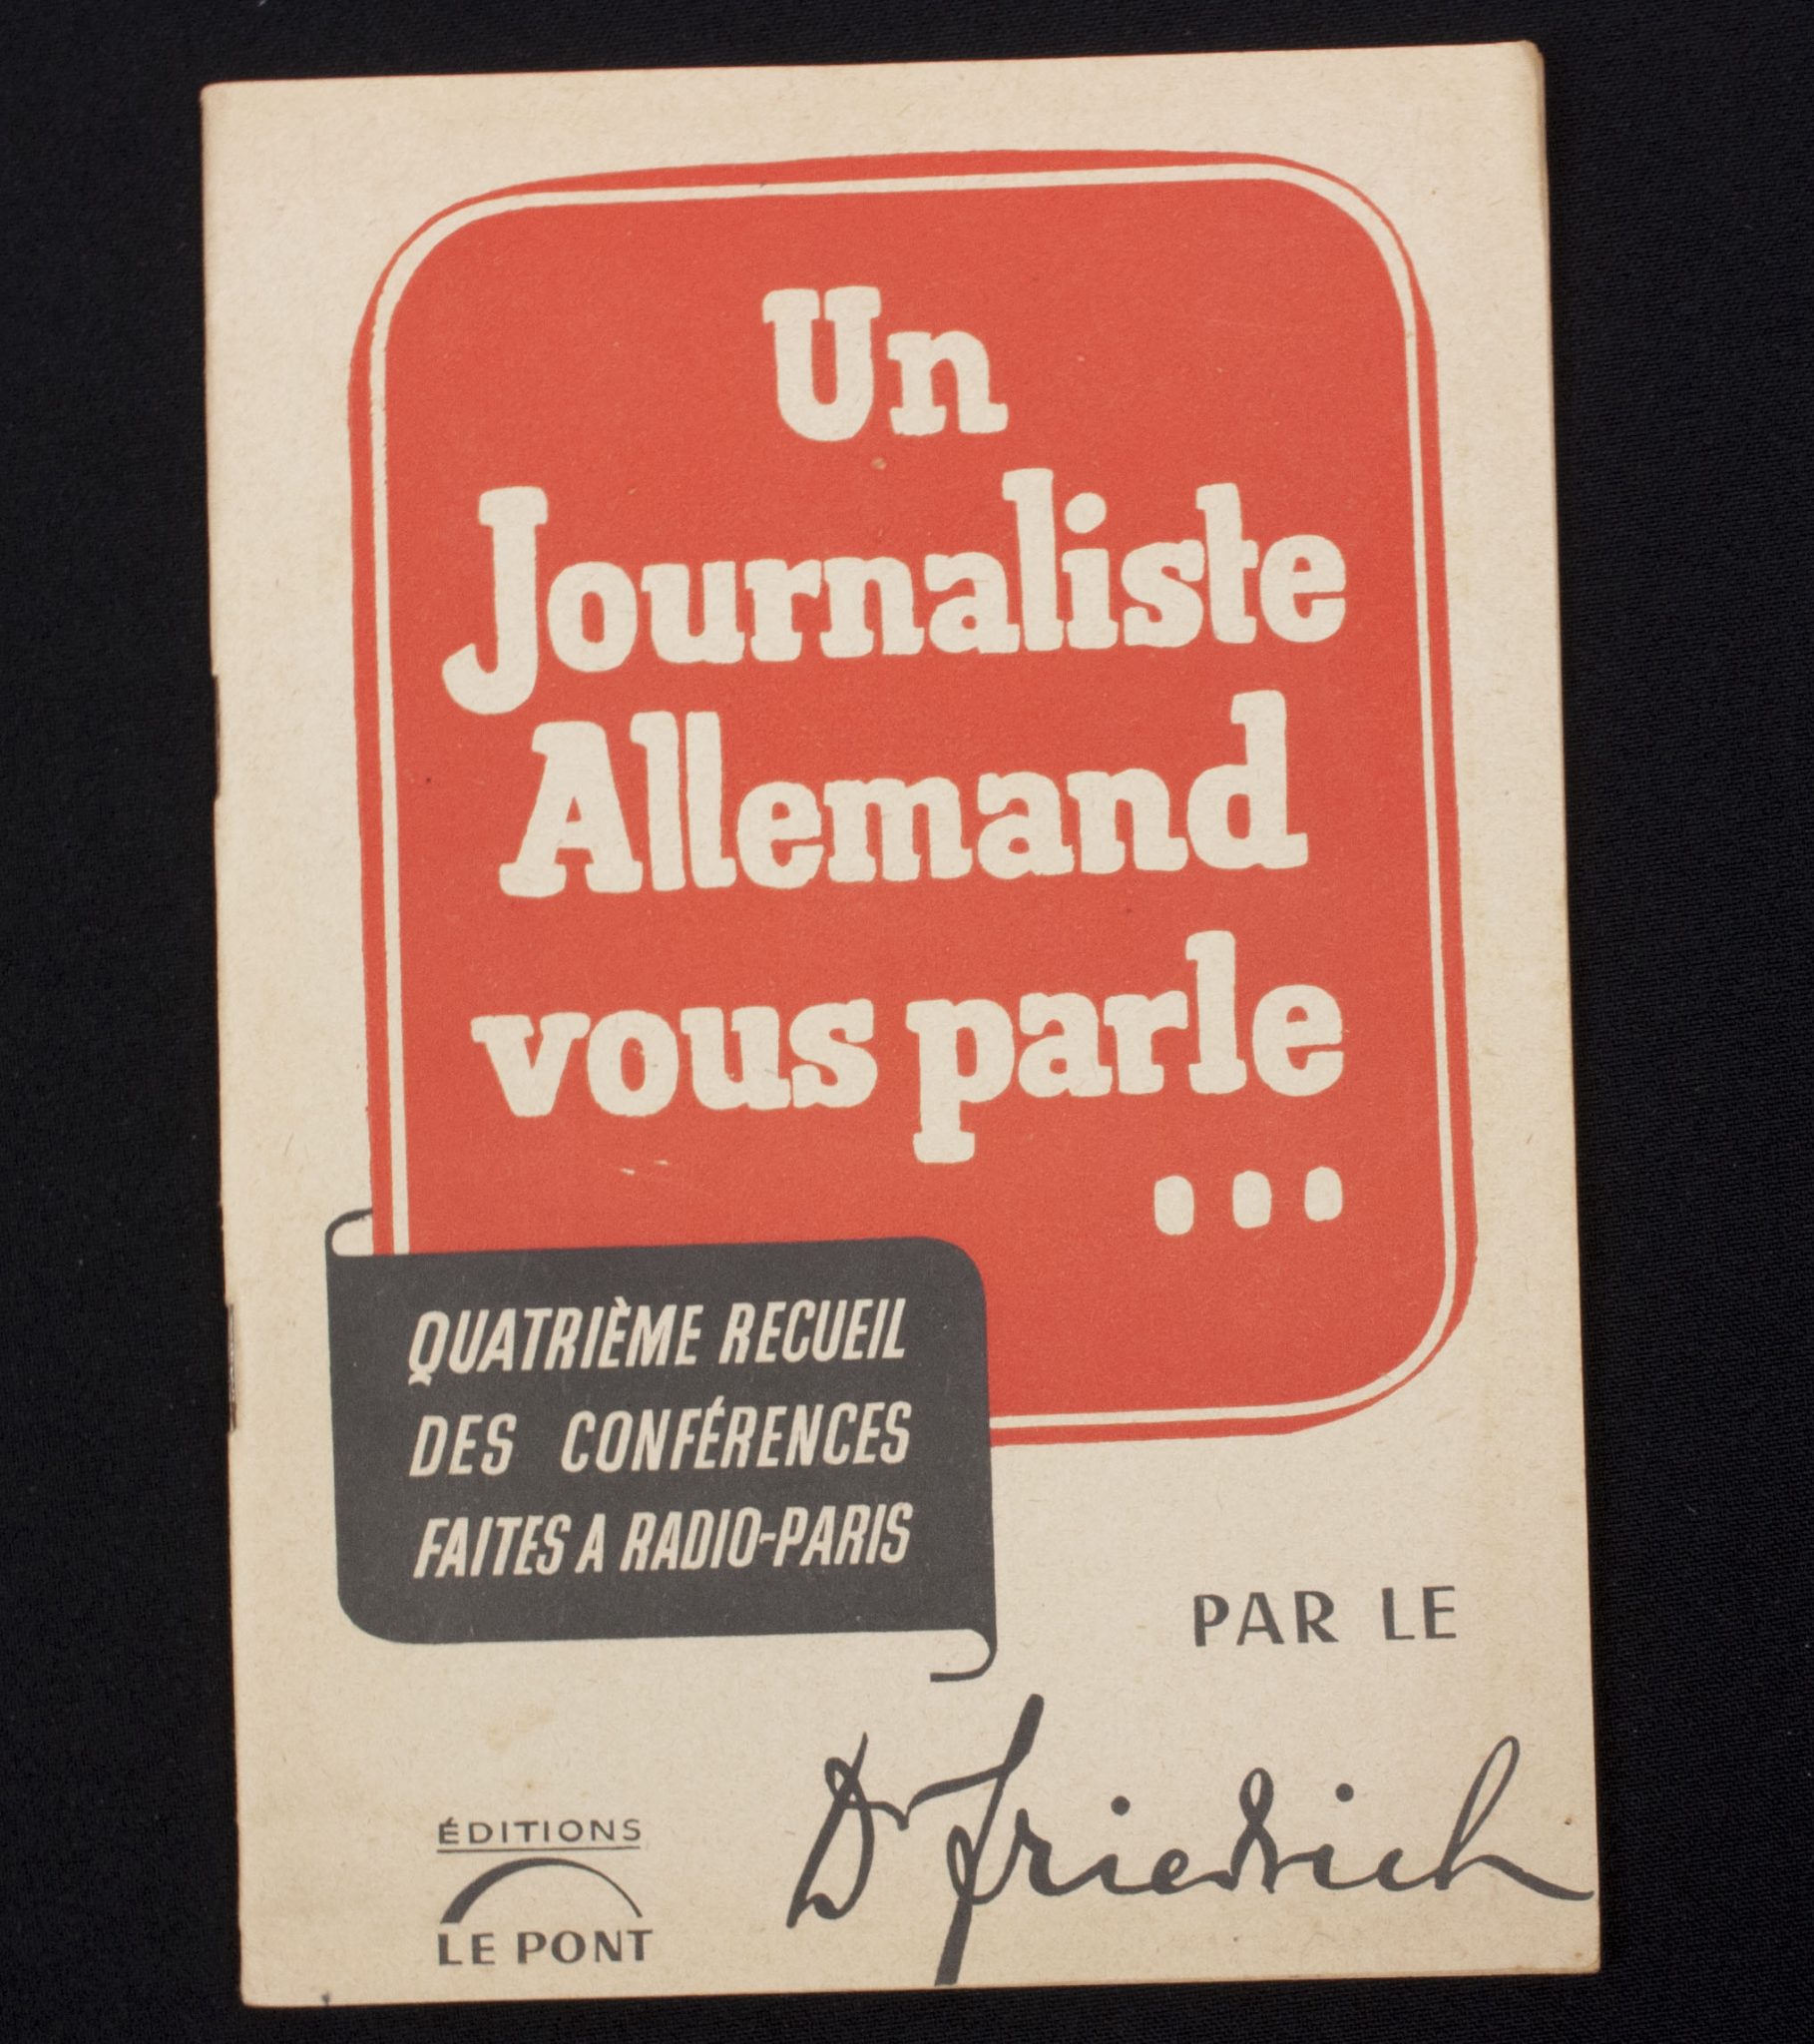 Un
Journaliste
Allemand
vous parle
...
QUATRIÈME RECUEIL
DES CONFÉRENCES
FAITES A RADIO-PARIS
PAR LE
Dr Friedrich
ÉDITIONS
LE PONT